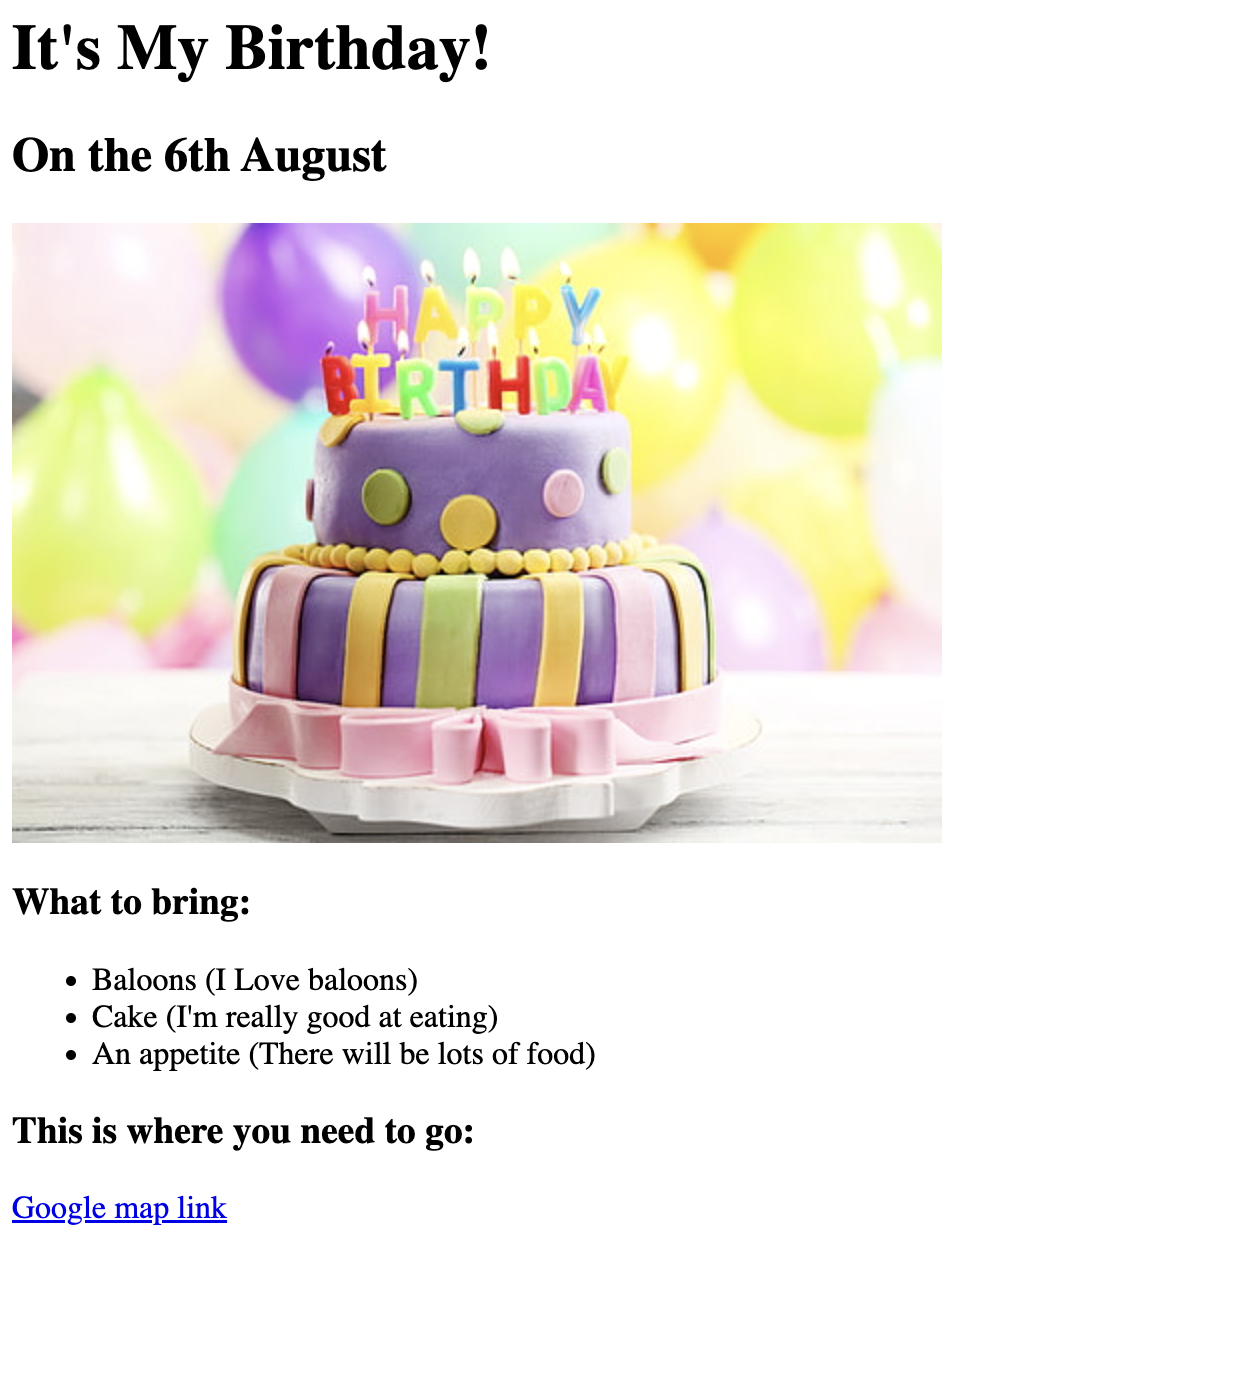 It's My Birthday!
On the 6th August
HAPPY
BIRTHDAY
What to bring:
Baloons (I Love baloons)
Cake (I'm really good at eating)
An appetite (There will be lots of food)
This is where you need to go:
Google map link